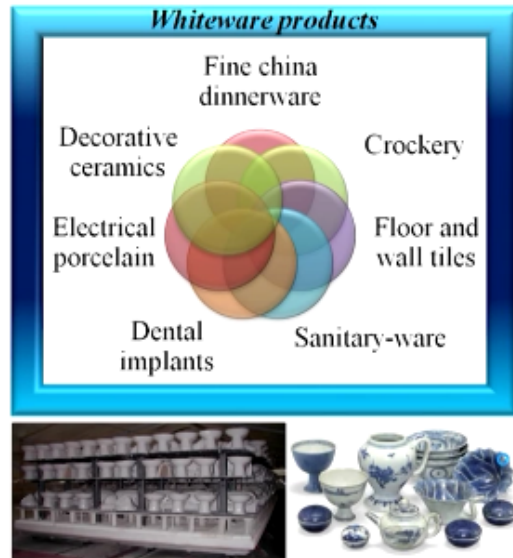 Whiteware products
Fine china
dinnerware
Decorative
ceramics
Crockery
Electrical
porcelain
Floor and
wall tiles
Dental
implants
Sanitary-ware